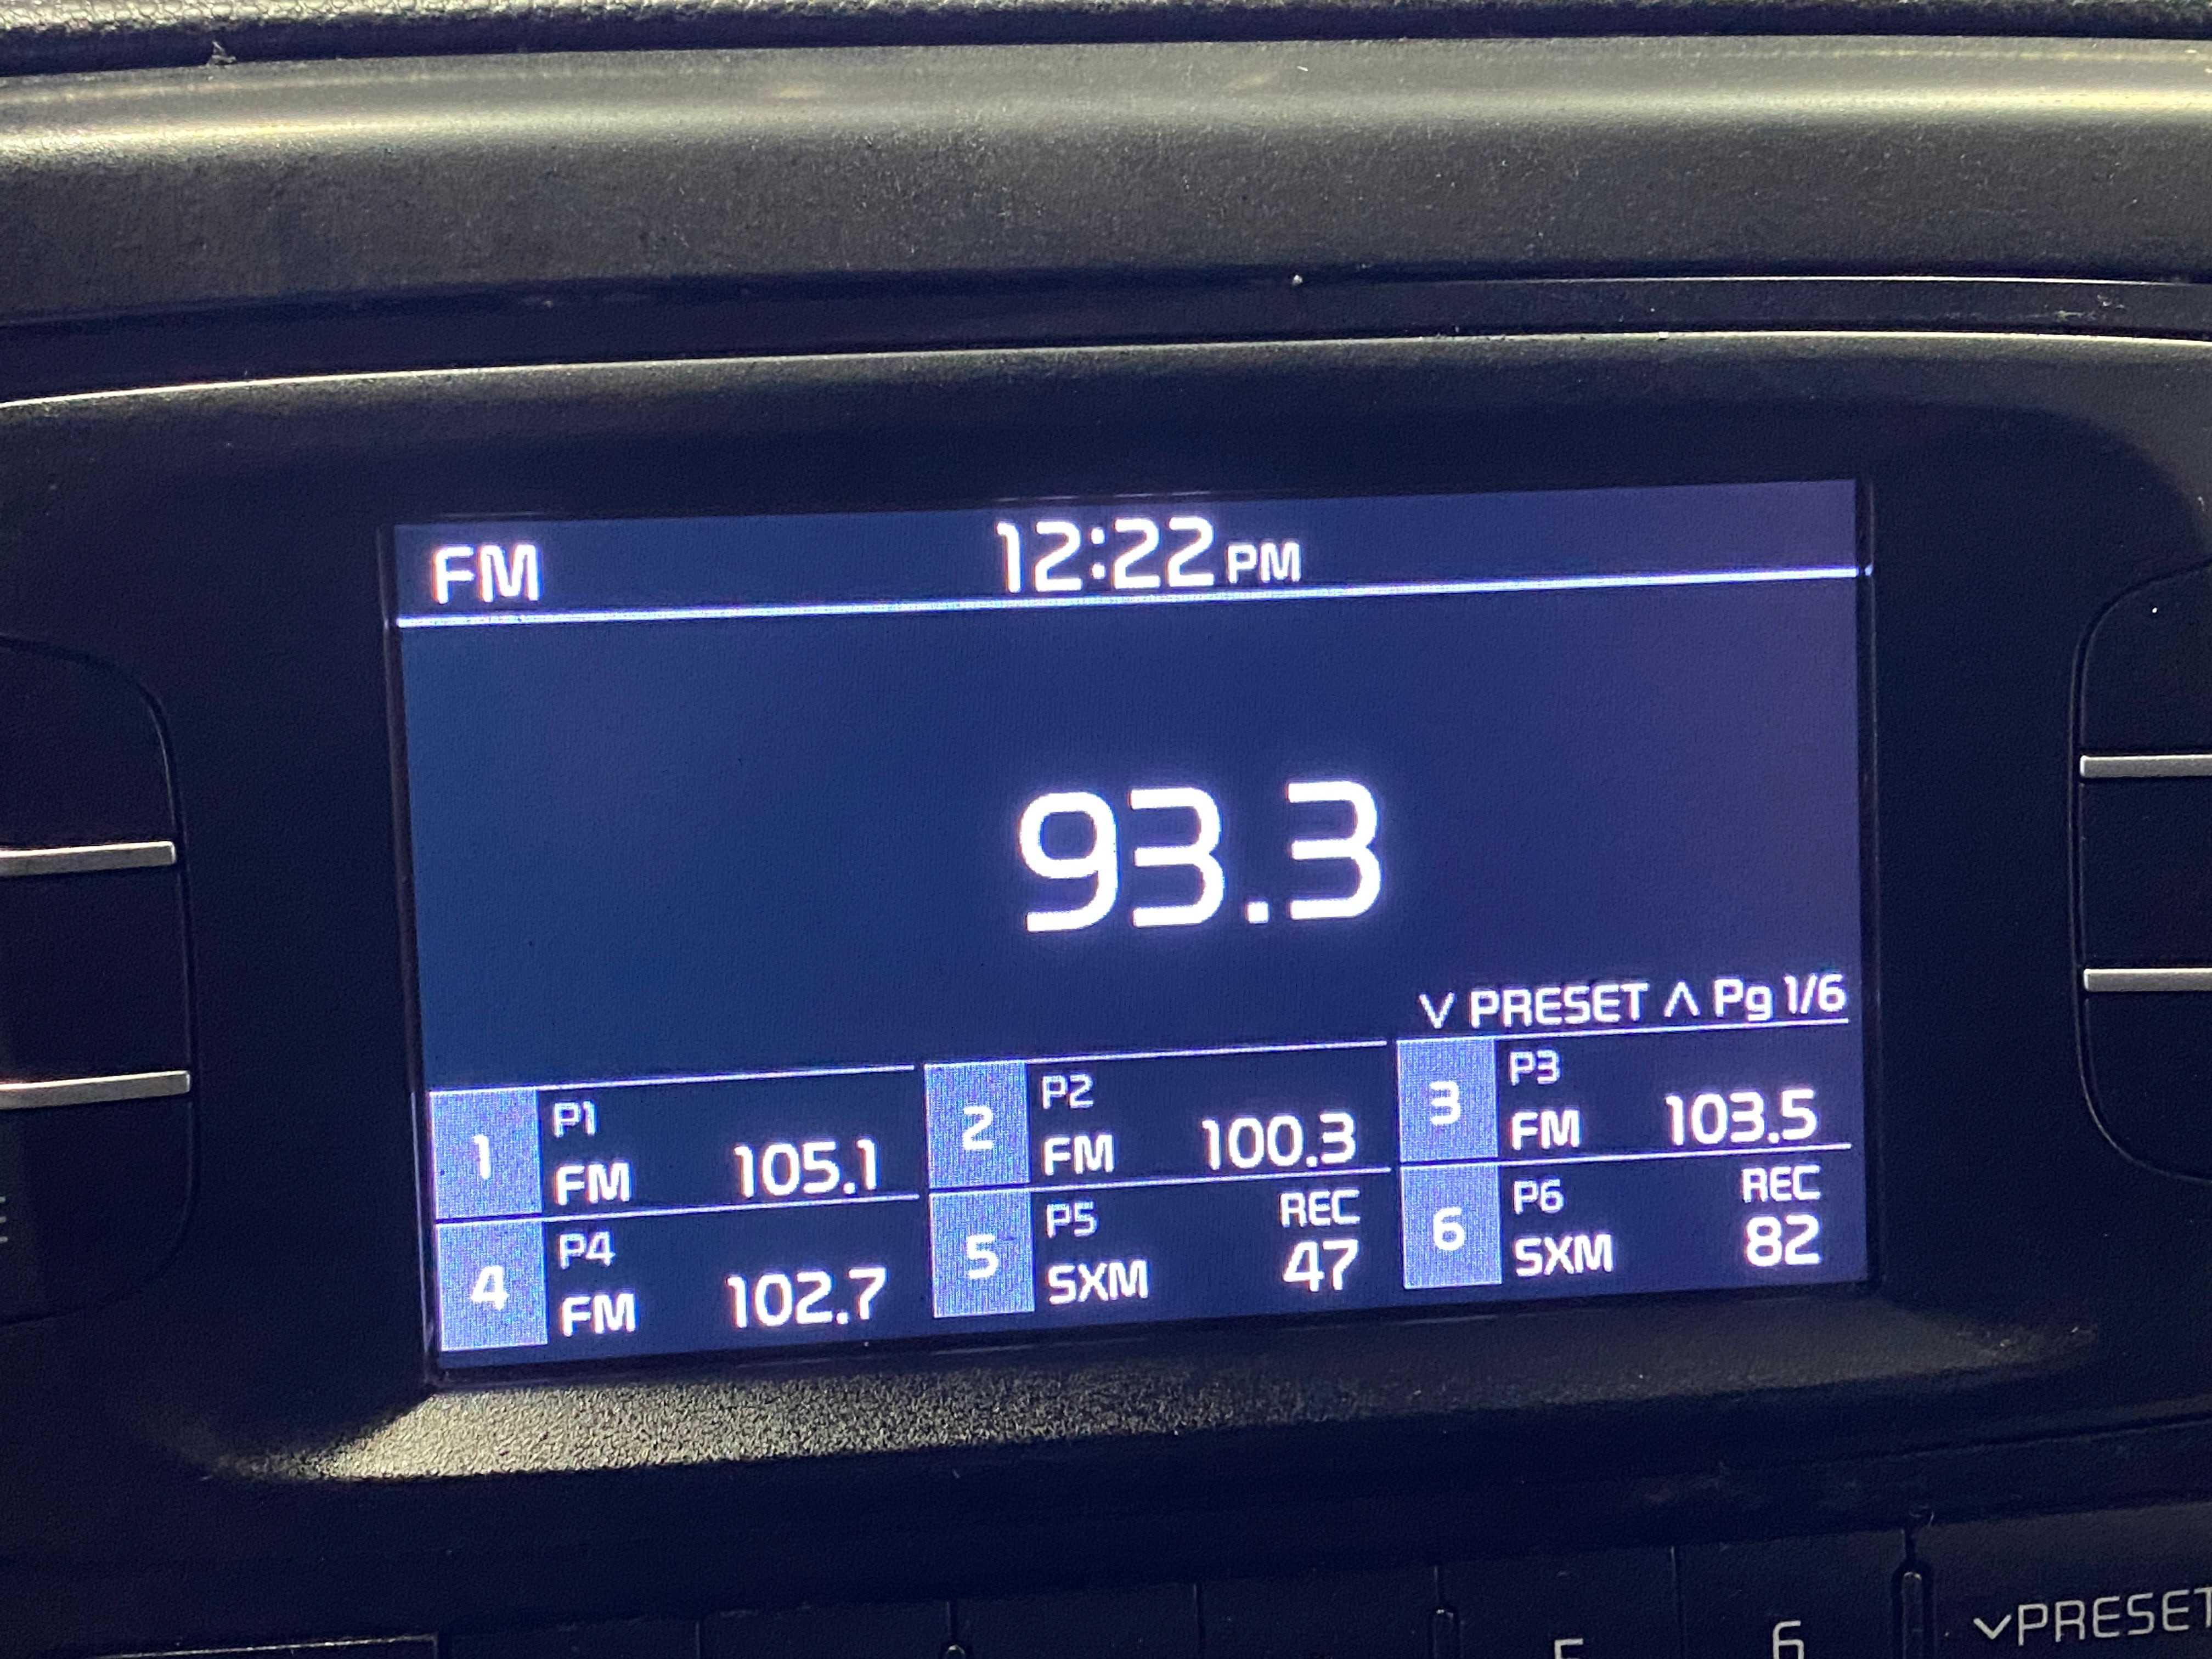 FM 12:22 PM
93.3
∨ PRESET ∧ Pg 1/6
1 P1 FM 105.1
2 P2 FM 100.3
3 P3 FM 103.5
4 P4 FM 102.7
5 P5 REC SXM 47
6 P6 REC SXM 82
6 ∨PRESET